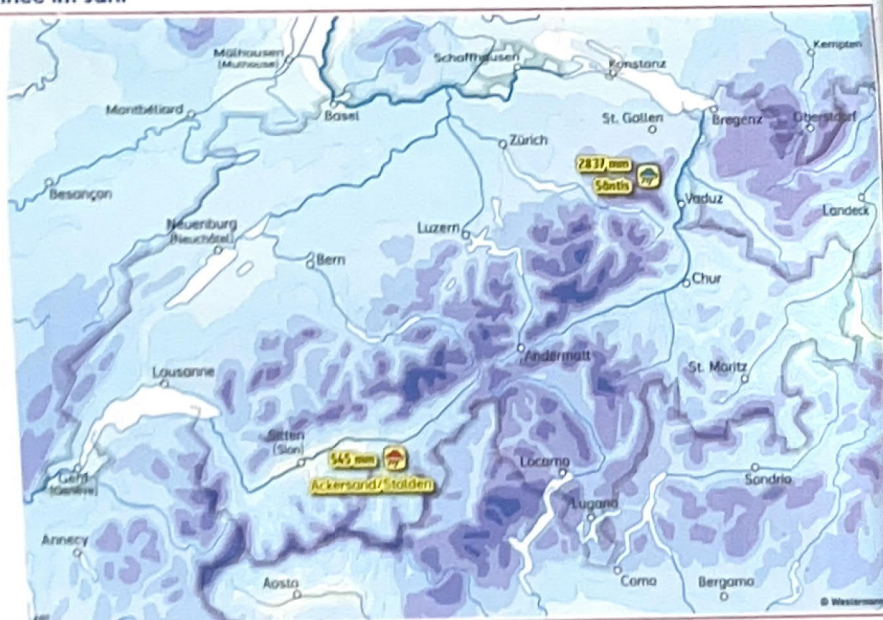 im Jahr
Mülhausen
(Mulhouse)
Schaffhausen
Konstanz
Kempten
Montbéliard
Basel
St. Gallen
Bregenz
Oberstdorf
Zürich
2837 mm
Säntis
Besançon
Vaduz
Landeck
Neuenburg
(Neuchâtel)
Luzern
Bern
Chur
Andermatt
St. Moritz
Lausanne
Sitten
(Sion)
545 mm
Ackersand/Stalden
Locarno
Sondrio
Genf
(Genève)
Lugano
Annecy
Aosta
Como
Bergamo
© Westermann